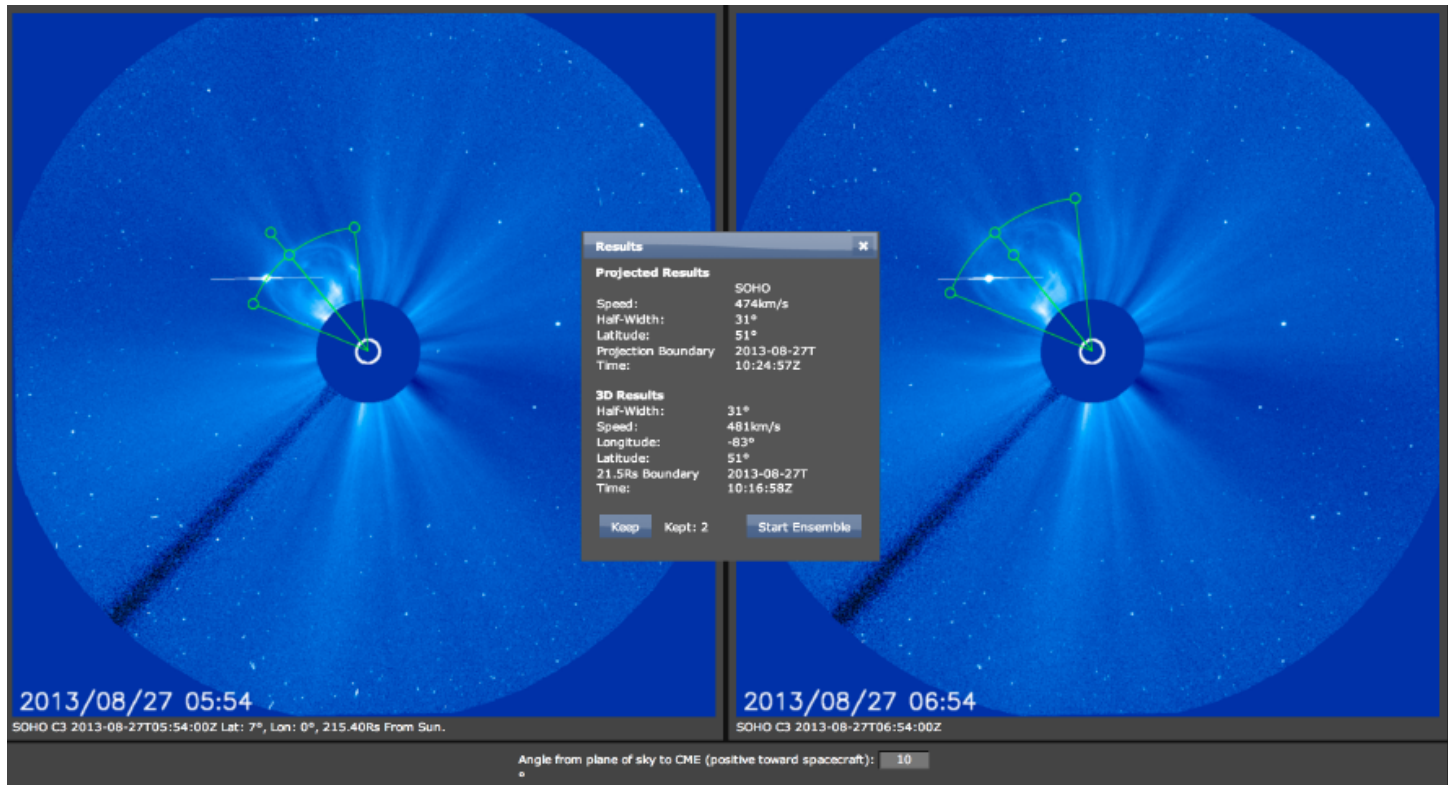 Results
Projected Results
SOHO
Speed: 474km/s
Half-Width: 31°
Latitude: 51°
Projection Boundary 2013-08-27T
Time: 10:24:57Z
3D Results
Half-Width: 31°
Speed: 481km/s
Longitude: -83°
Latitude: 51°
21.5Rs Boundary 2013-08-27T
Time: 10:16:58Z
Keep Kept: 2 Start Ensemble
2013/08/27 05:54
SOHO C3 2013-08-27T05:54:00Z Lat: 7°, Lon: 0°, 215.40Rs From Sun.
2013/08/27 06:54
SOHO C3 2013-08-27T06:54:00Z
Angle from plane of sky to CME (positive toward spacecraft): 10
°